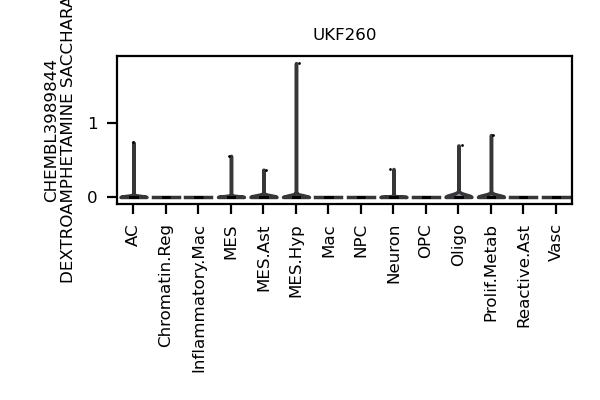 UKF260
CHEMBL3989844
DEXTROAMPHETAMINE SACCHARA
1
0
AC
Chromatin.Reg
Inflammatory.Mac
MES
MES.Ast
MES.Hyp
Mac
NPC
Neuron
OPC
Oligo
Prolif.Metab
Reactive.Ast
Vasc